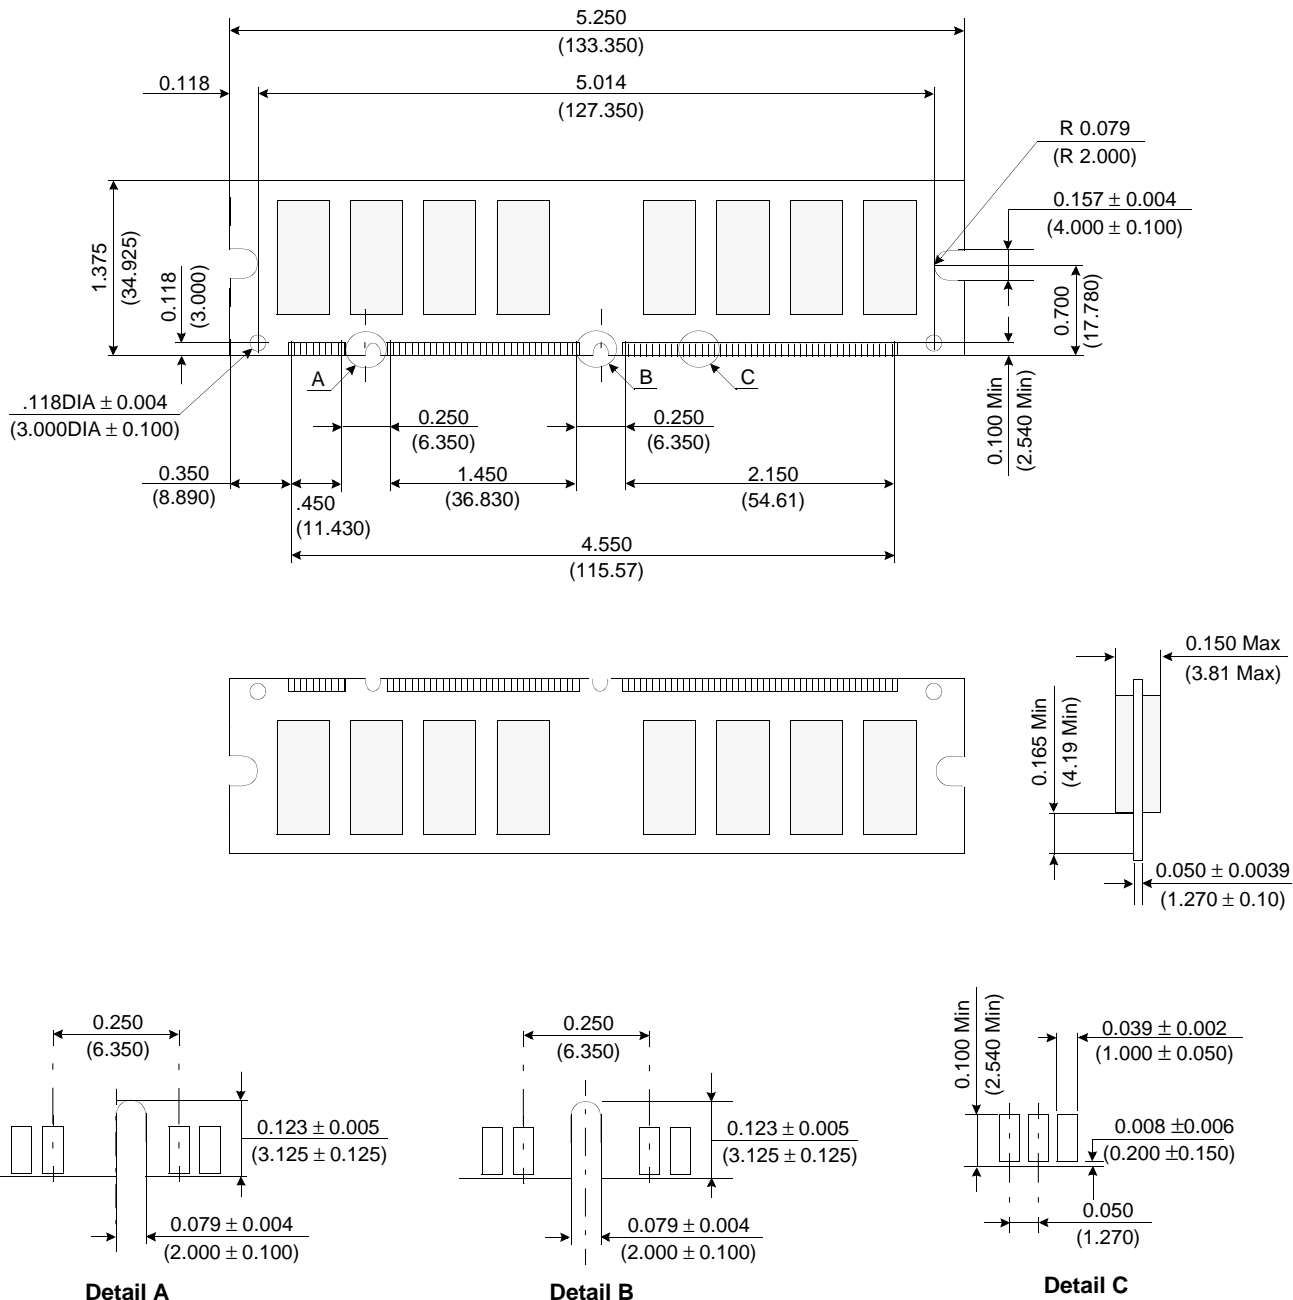 5.250
(133.350)
0.118
5.014
(127.350)
R 0.079
(R 2.000)
0.157 ± 0.004
(4.000 ± 0.100)
1.375
(34.925)
0.118
(3.000)
0.700
(17.780)
A
B
C
.118DIA ± 0.004
(3.000DIA ± 0.100)
0.250
(6.350)
0.250
(6.350)
0.100 Min
(2.540 Min)
0.350
(8.890)
.450
(11.430)
1.450
(36.830)
2.150
(54.61)
4.550
(115.57)
0.150 Max
(3.81 Max)
0.165 Min
(4.19 Min)
0.050 ± 0.0039
(1.270 ± 0.10)
0.250
(6.350)
0.123 ± 0.005
(3.125 ± 0.125)
0.079 ± 0.004
(2.000 ± 0.100)
Detail A
0.250
(6.350)
0.123 ± 0.005
(3.125 ± 0.125)
0.079 ± 0.004
(2.000 ± 0.100)
Detail B
0.100 Min
(2.540 Min)
0.039 ± 0.002
(1.000 ± 0.050)
0.008 ±0.006
(0.200 ±0.150)
0.050
(1.270)
Detail C